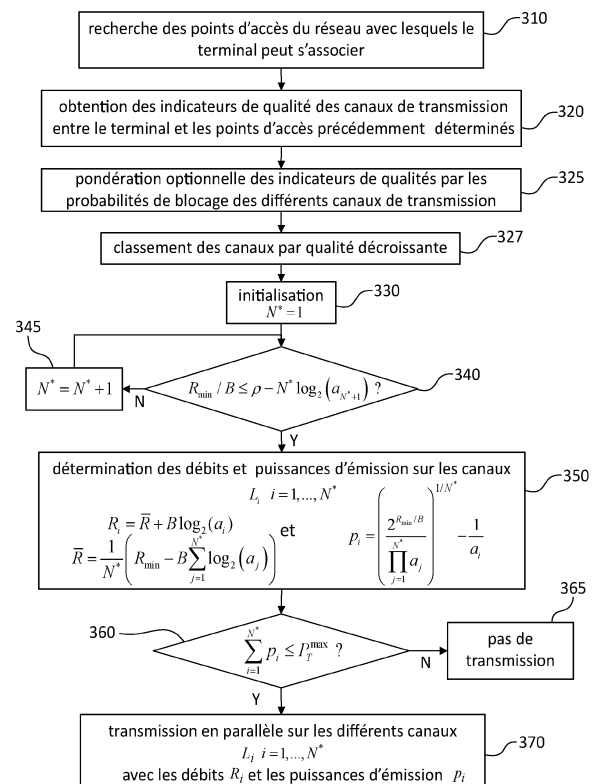 recherche des points d'accès du réseau avec lesquels le
terminal peut s'associer
310
obtention des indicateurs de qualité des canaux de transmission
entre le terminal et les points d'accès précédemment déterminés
320
pondération optionnelle des indicateurs de qualités par les
probabilités de blocage des différents canaux de transmission
325
classement des canaux par qualité décroissante
327
initialisation
N* = 1
330
345
N* = N* + 1
N
R_min / B ≤ ρ − N* log₂(a_{N*+1}) ?
340
Y
détermination des débits et puissances d'émission sur les canaux
L_i i = 1,..., N*
350
R_i = R̅ + B log₂(a_i)
R̅ = 1/N* (R_min − B ∑_{j=1}^{N*} log₂(a_j))
et
p_i = (2^{R_min/B} / ∏_{j=1}^{N*} a_j)^{1/N*} − 1/a_i
360
∑_{i=1}^{N*} p_i ≤ P_T^max ?
N
365
pas de
transmission
Y
transmission en parallèle sur les différents canaux
L_i i = 1,..., N*
avec les débits R_i et les puissances d'émission p_i
370